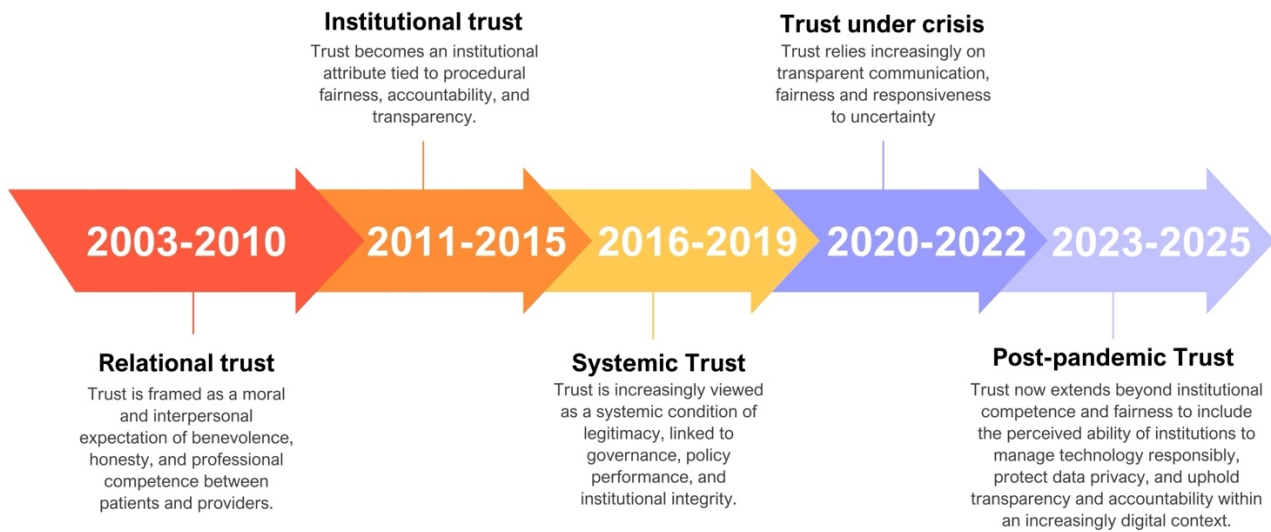 Institutional trust
Trust becomes an institutional
attribute tied to procedural
fairness, accountability, and
transparency.
Trust under crisis
Trust relies increasingly on
transparent communication,
fairness and responsiveness
to uncertainty
2003-2010
2011-2015
2016-2019
2020-2022
2023-2025
Relational trust
Trust is framed as a moral
and interpersonal
expectation of benevolence,
honesty, and professional
competence between
patients and providers.
Systemic Trust
Trust is increasingly viewed
as a systemic condition of
legitimacy, linked to
governance, policy
performance, and
institutional integrity.
Post-pandemic Trust
Trust now extends beyond institutional
competence and fairness to include
the perceived ability of institutions to
manage technology responsibly,
protect data privacy, and uphold
transparency and accountability within
an increasingly digital context.